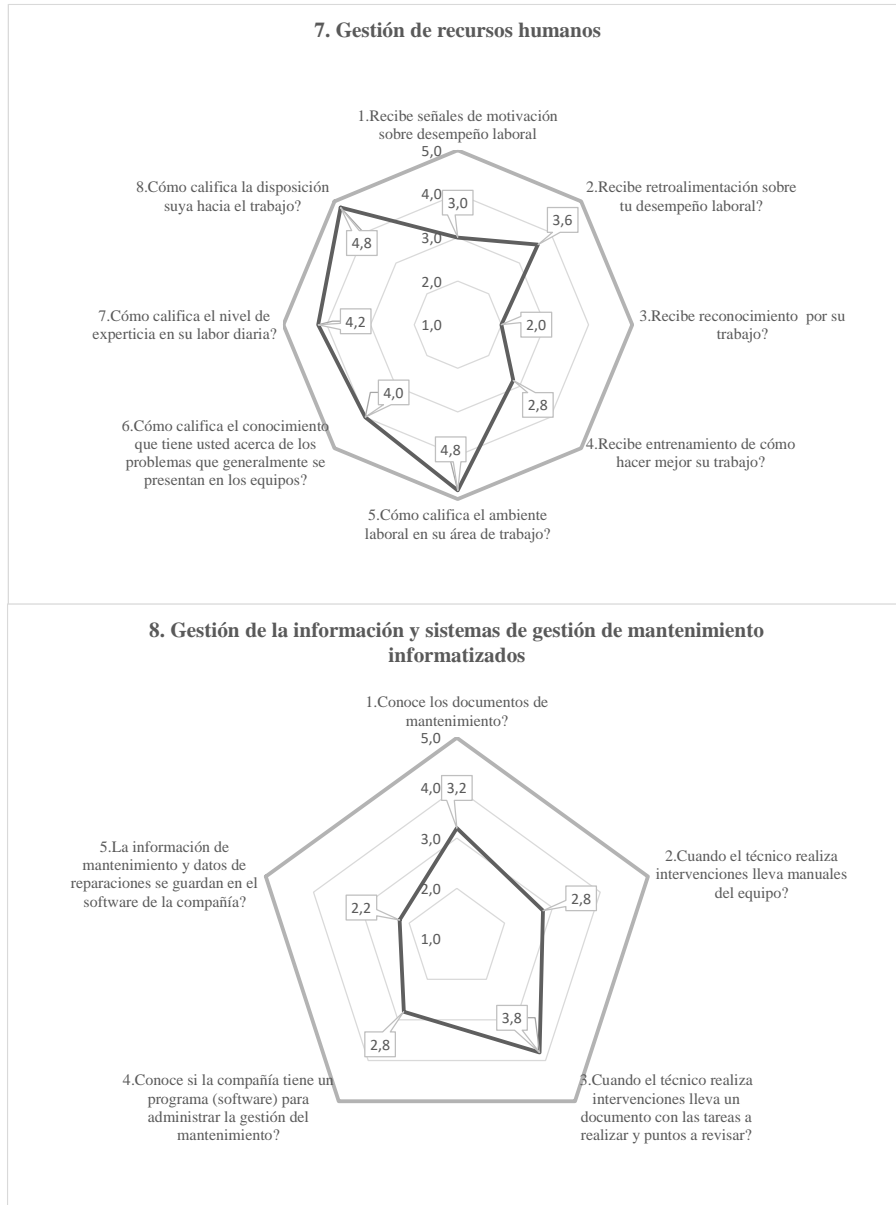 7. Gestión de recursos humanos
1.Recibe señales de motivación
sobre desempeño laboral
5,0
4,0
3,0
2,0
1,0
3,0
2.Recibe retroalimentación sobre
tu desempeño laboral?
3,6
3.Recibe reconocimiento por su
trabajo?
2,0
4.Recibe entrenamiento de cómo
hacer mejor su trabajo?
2,8
5.Cómo califica el ambiente
laboral en su área de trabajo?
4,8
6.Cómo califica el conocimiento
que tiene usted acerca de los
problemas que generalmente se
presentan en los equipos?
4,0
7.Cómo califica el nivel de
experticia en su labor diaria?
4,2
8.Cómo califica la disposición
suya hacia el trabajo?
4,8
8. Gestión de la información y sistemas de gestión de mantenimiento
informatizados
1.Conoce los documentos de
mantenimiento?
5,0
4,0
3,0
2,0
1,0
3,2
2.Cuando el técnico realiza
intervenciones lleva manuales
del equipo?
2,8
3.Cuando el técnico realiza
intervenciones lleva un
documento con las tareas a
realizar y puntos a revisar?
3,8
4.Conoce si la compañía tiene un
programa (software) para
administrar la gestión del
mantenimiento?
2,8
5.La información de
mantenimiento y datos de
reparaciones se guardan en el
software de la compañía?
2,2